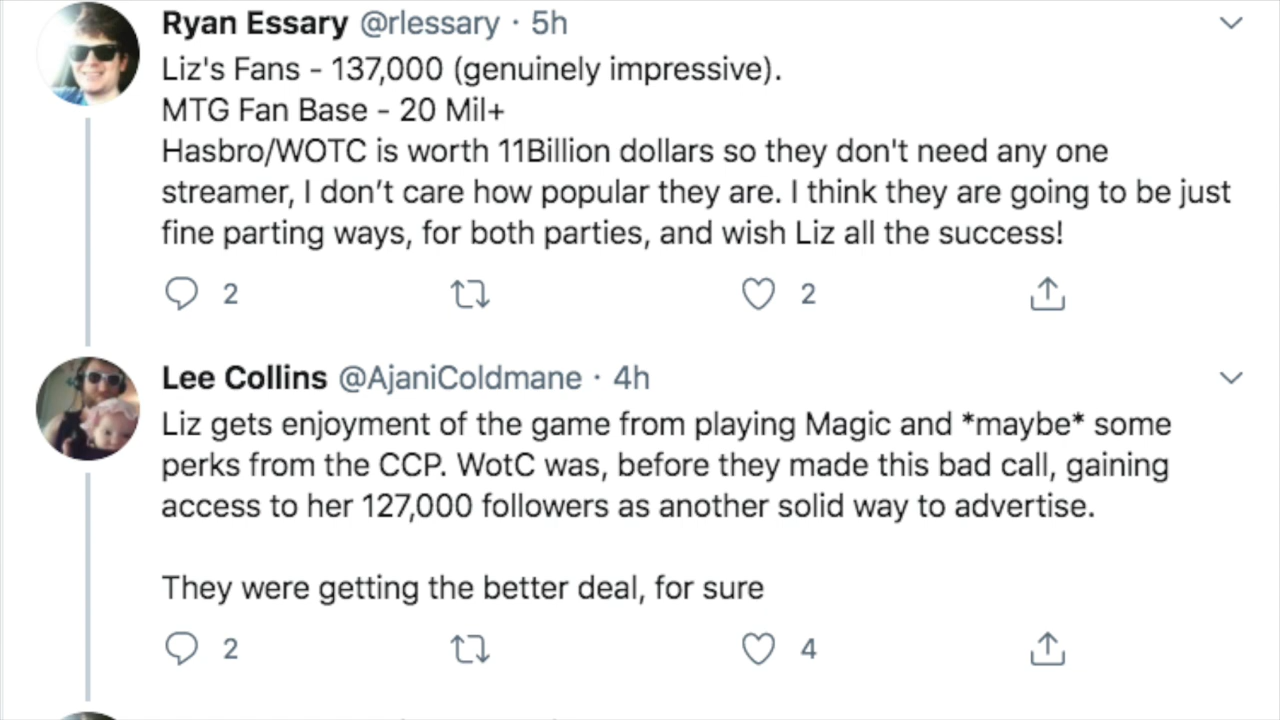 Ryan Essary @rlessary · 5h
Liz's Fans - 137,000 (genuinely impressive).
MTG Fan Base - 20 Mil+
Hasbro/WOTC is worth 11Billion dollars so they don't need any one
streamer, I don’t care how popular they are. I think they are going to be just
fine parting ways, for both parties, and wish Liz all the success!
2
2
Lee Collins @AjaniColdmane · 4h
Liz gets enjoyment of the game from playing Magic and *maybe* some
perks from the CCP. WotC was, before they made this bad call, gaining
access to her 127,000 followers as another solid way to advertise.
They were getting the better deal, for sure
2
4